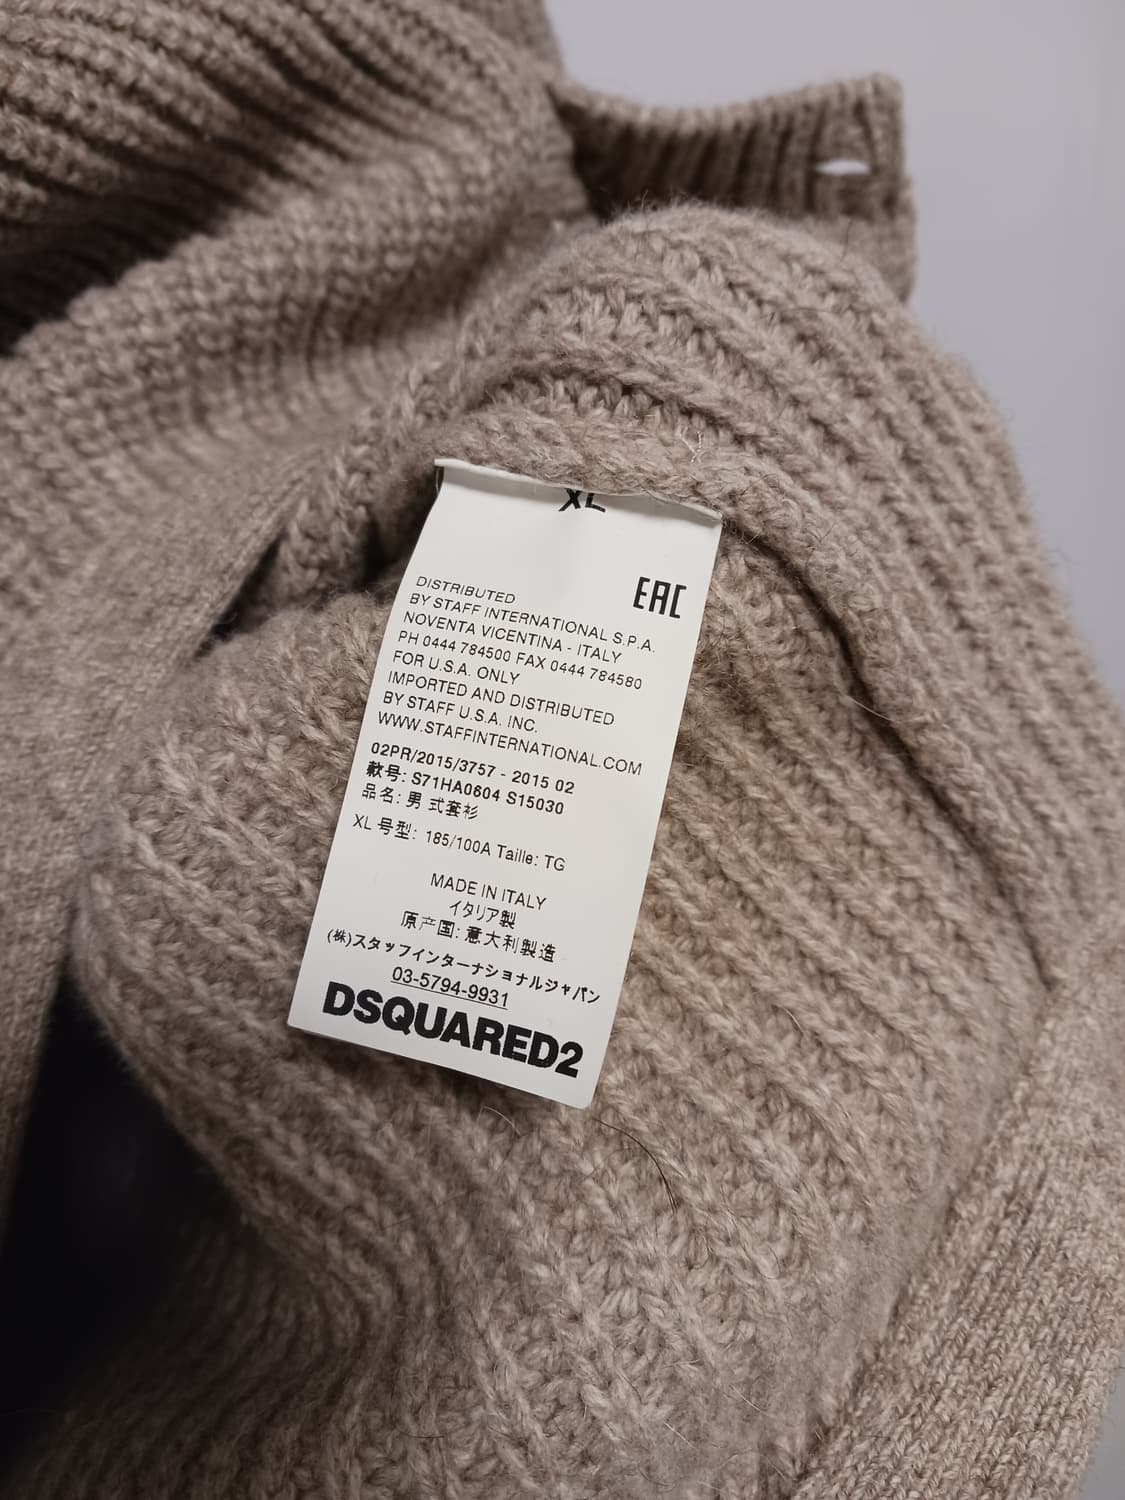 XL
EAC
DISTRIBUTED
BY STAFF INTERNATIONAL S.P.A.
NOVENTA VICENTINA - ITALY
PH 0444 784500 FAX 0444 784580
FOR U.S.A. ONLY
IMPORTED AND DISTRIBUTED
BY STAFF U.S.A. INC.
WWW.STAFFINTERNATIONAL.COM
02PR/2015/3757 - 2015 02
款号: S71HA0604 S15030
品名: 男 式套衫
XL 号型: 185/100A Taille: TG
MADE IN ITALY
イタリア製
原产国: 意大利製造
(株)スタッフインターナショナルジャパン
03-5794-9931
DSQUARED2